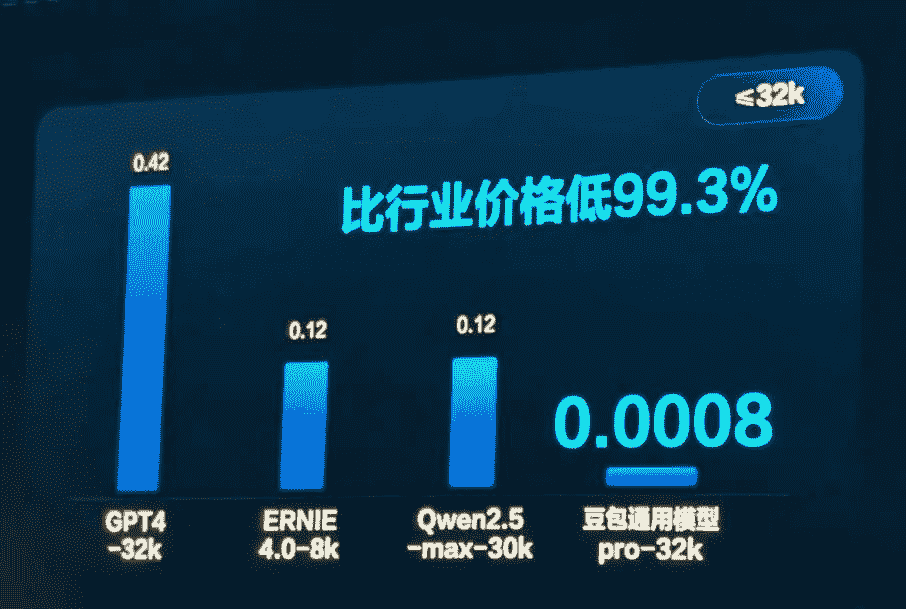 ≤32k
比行业价格低99.3%
0.42
0.12
0.12
0.0008
GPT4
-32k
ERNIE
4.0-8k
Qwen2.5
-max-30k
豆包通用模型
pro-32k